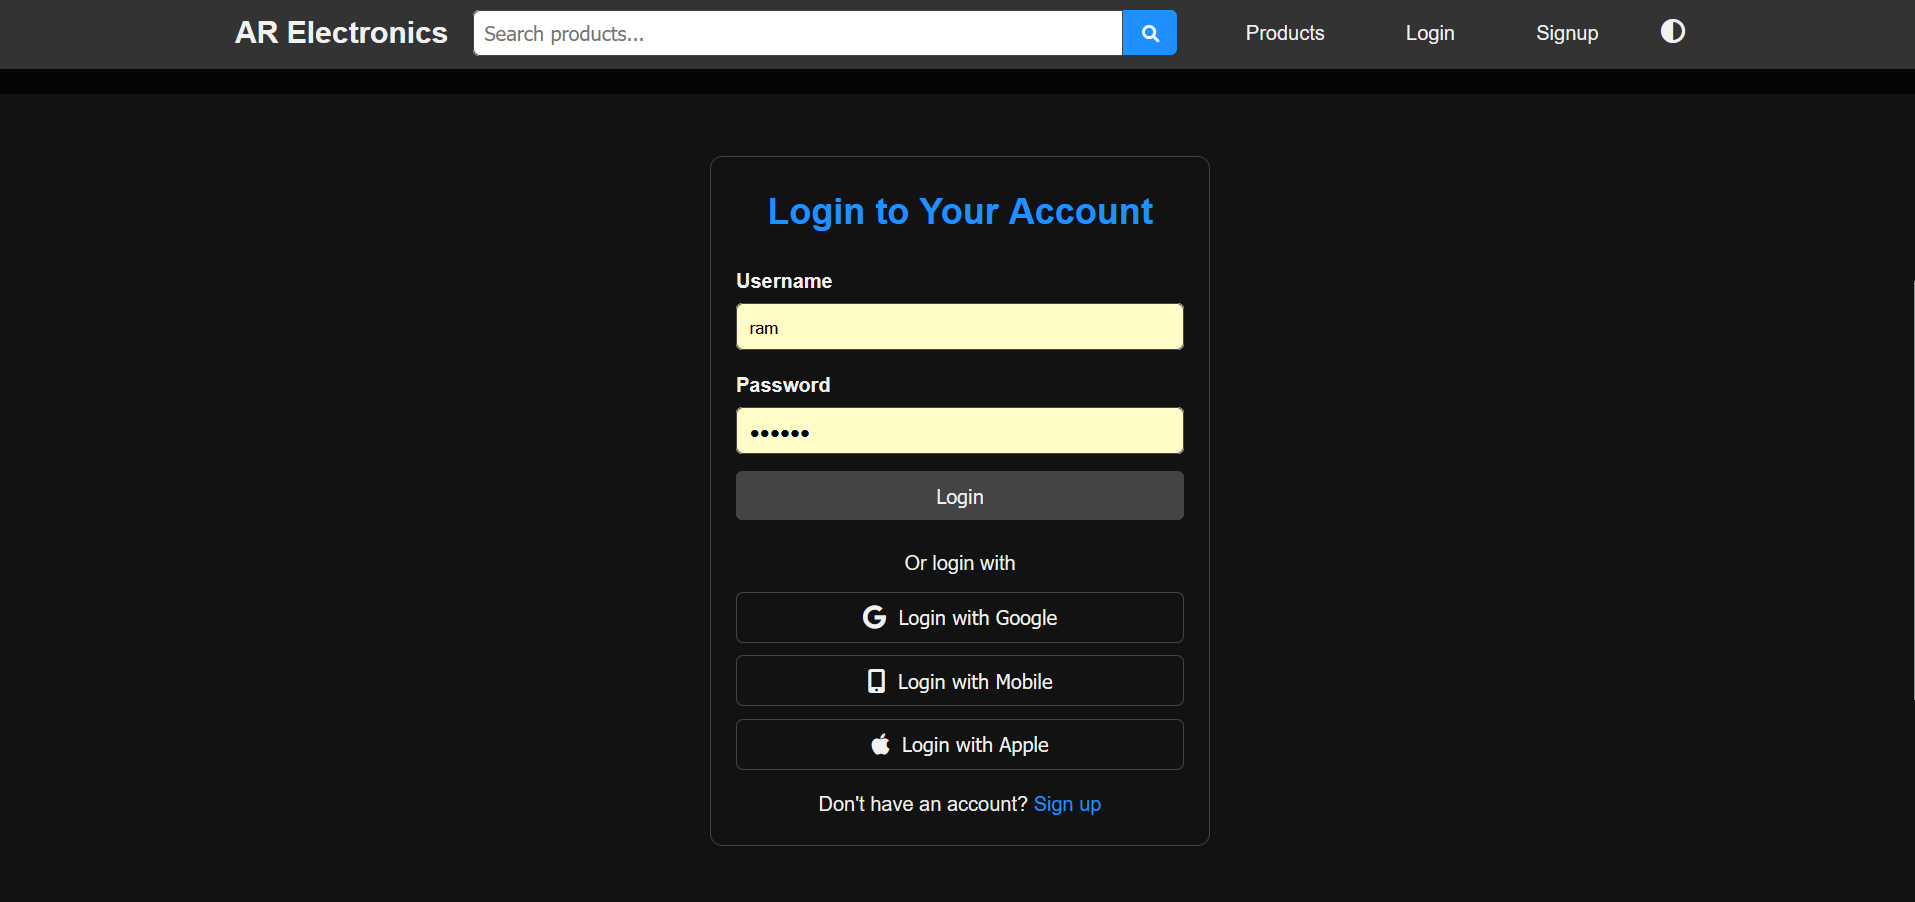 AR Electronics Search products... Products Login Signup
Login to Your Account
Username
ram
Password
••••••
Login
Or login with
Login with Google
Login with Mobile
Login with Apple
Don't have an account? Sign up